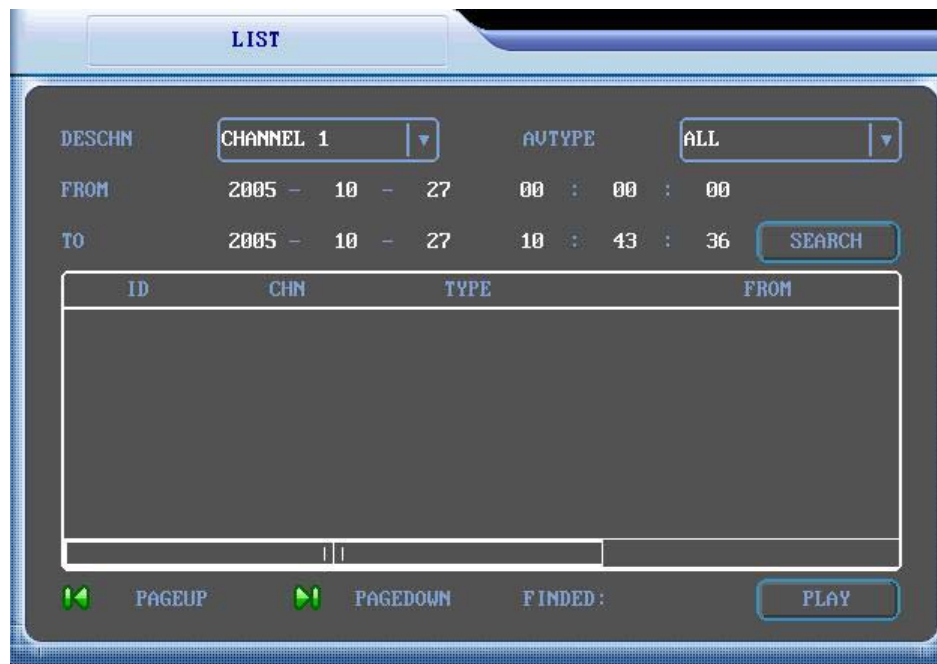 LIST
DESCHN CHANNEL 1 AVTYPE ALL
FROM 2005 - 10 - 27 00 : 00 : 00
TO 2005 - 10 - 27 10 : 43 : 36 SEARCH
ID CHN TYPE FROM
PAGEUP PAGEDOWN FINDED: PLAY